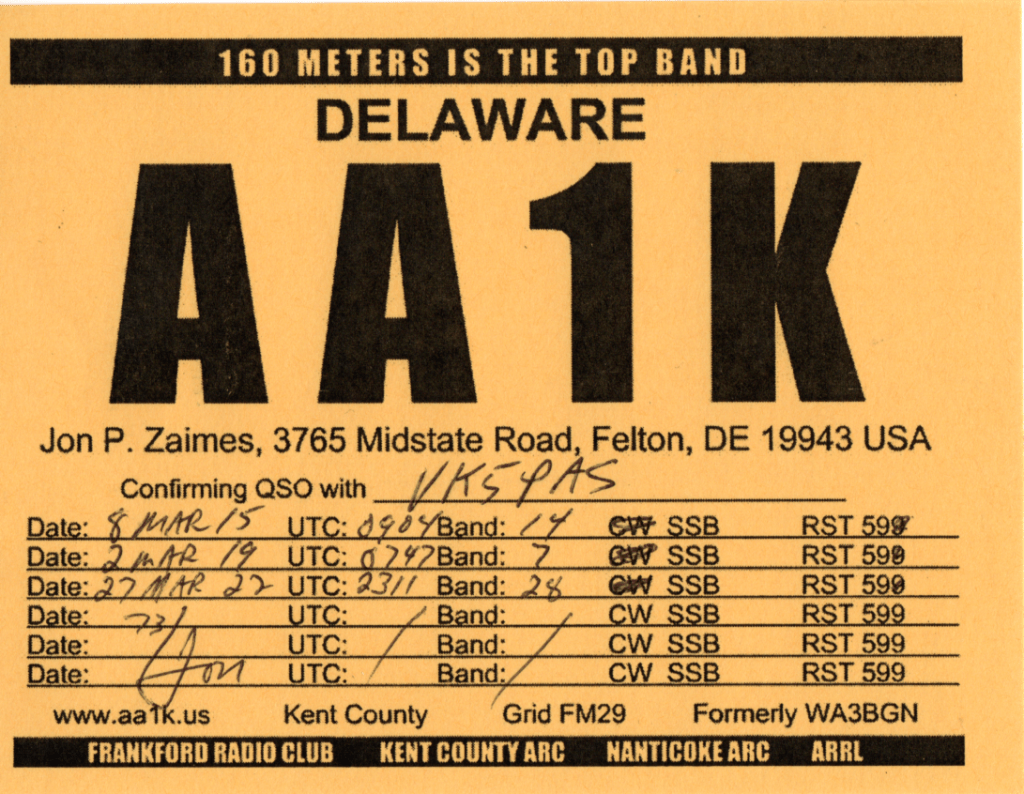 160 METERS IS THE TOP BAND
DELAWARE
AA1K
Jon P. Zaimes, 3765 Midstate Road, Felton, DE 19943 USA
Confirming QSO with VK5PAS
Date: 8 MAR 15 UTC: 0904 Band: 14 CW SSB RST 599
Date: 2 MAR 19 UTC: 0747 Band: 7 CW SSB RST 599
Date: 27 MAR 22 UTC: 2311 Band: 28 CW SSB RST 599
Date: 73/ UTC: Band: CW SSB RST 599
Date: Jon UTC: Band: CW SSB RST 599
Date: UTC: Band: CW SSB RST 599
www.aa1k.us Kent County Grid FM29 Formerly WA3BGN
FRANKFORD RADIO CLUB KENT COUNTY ARC NANTICOKE ARC ARRL